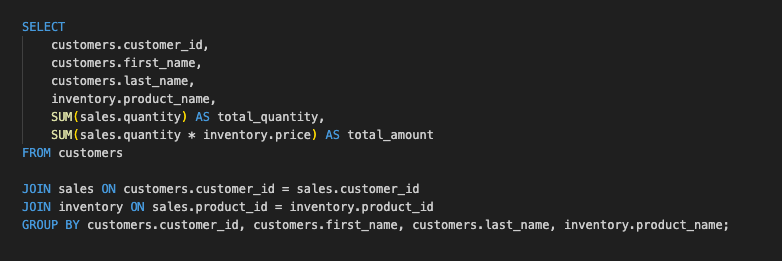 SELECT
customers.customer_id,
customers.first_name,
customers.last_name,
inventory.product_name,
SUM(sales.quantity) AS total_quantity,
SUM(sales.quantity * inventory.price) AS total_amount
FROM customers
JOIN sales ON customers.customer_id = sales.customer_id
JOIN inventory ON sales.product_id = inventory.product_id
GROUP BY customers.customer_id, customers.first_name, customers.last_name, inventory.product_name;